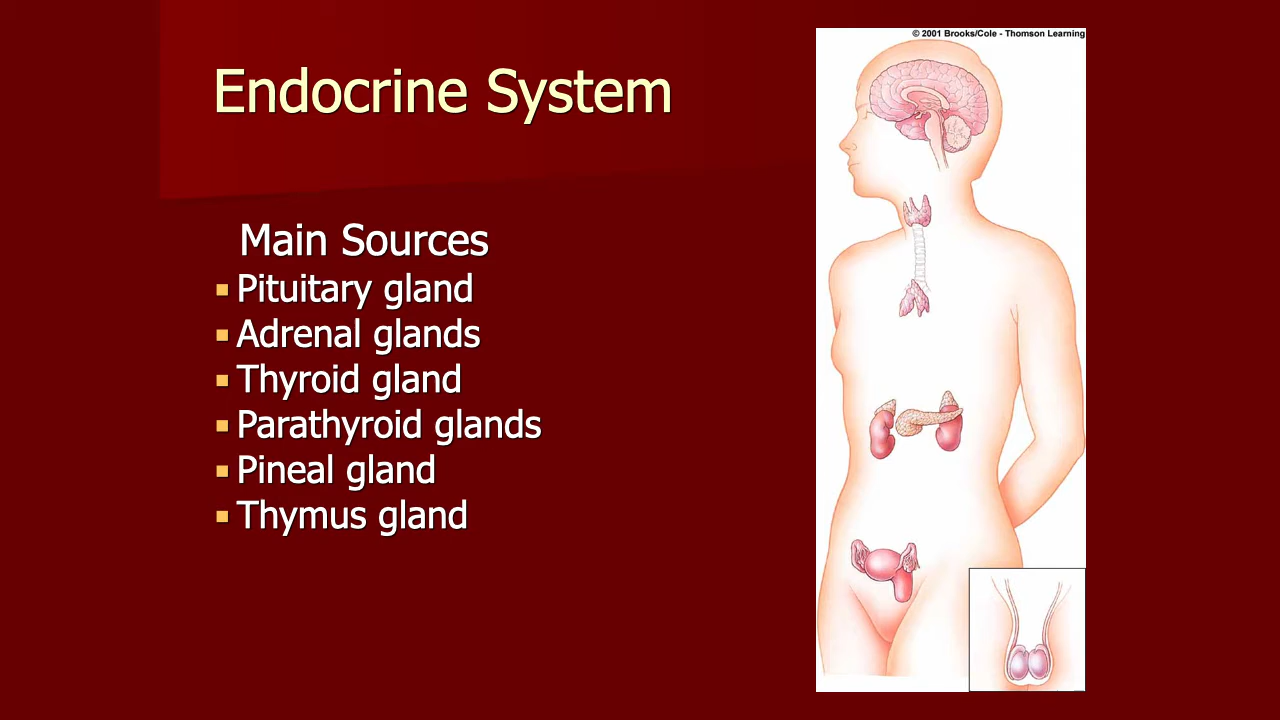 © 2001 Brooks/Cole - Thomson Learning
Endocrine System
Main Sources
Pituitary gland
Adrenal glands
Thyroid gland
Parathyroid glands
Pineal gland
Thymus gland